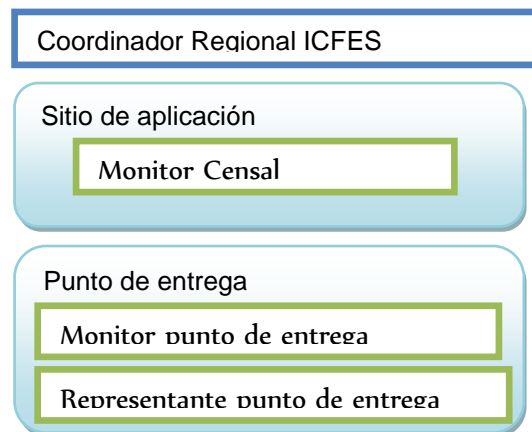 Coordinador Regional ICFES
Sitio de aplicación
Monitor Censal
Punto de entrega
Monitor punto de entrega
Representante punto de entrega